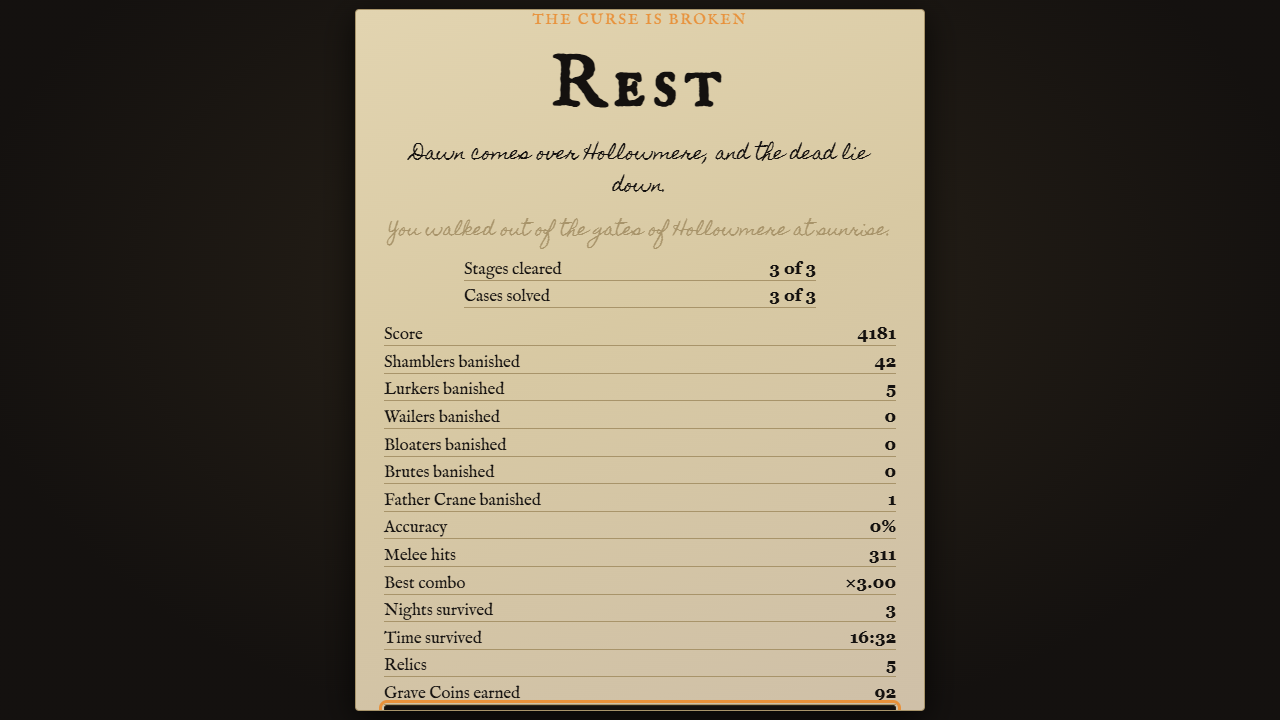 THE CURSE IS BROKEN
REST
Dawn comes over Hollowmere, and the dead lie
down.
You walked out of the gates of Hollowmere at sunrise.
Stages cleared 3 of 3
Cases solved 3 of 3
Score 4181
Shamblers banished 42
Lurkers banished 5
Wailers banished 0
Bloaters banished 0
Brutes banished 0
Father Crane banished 1
Accuracy 0%
Melee hits 311
Best combo ×3.00
Nights survived 3
Time survived 16:32
Relics 5
Grave Coins earned 92